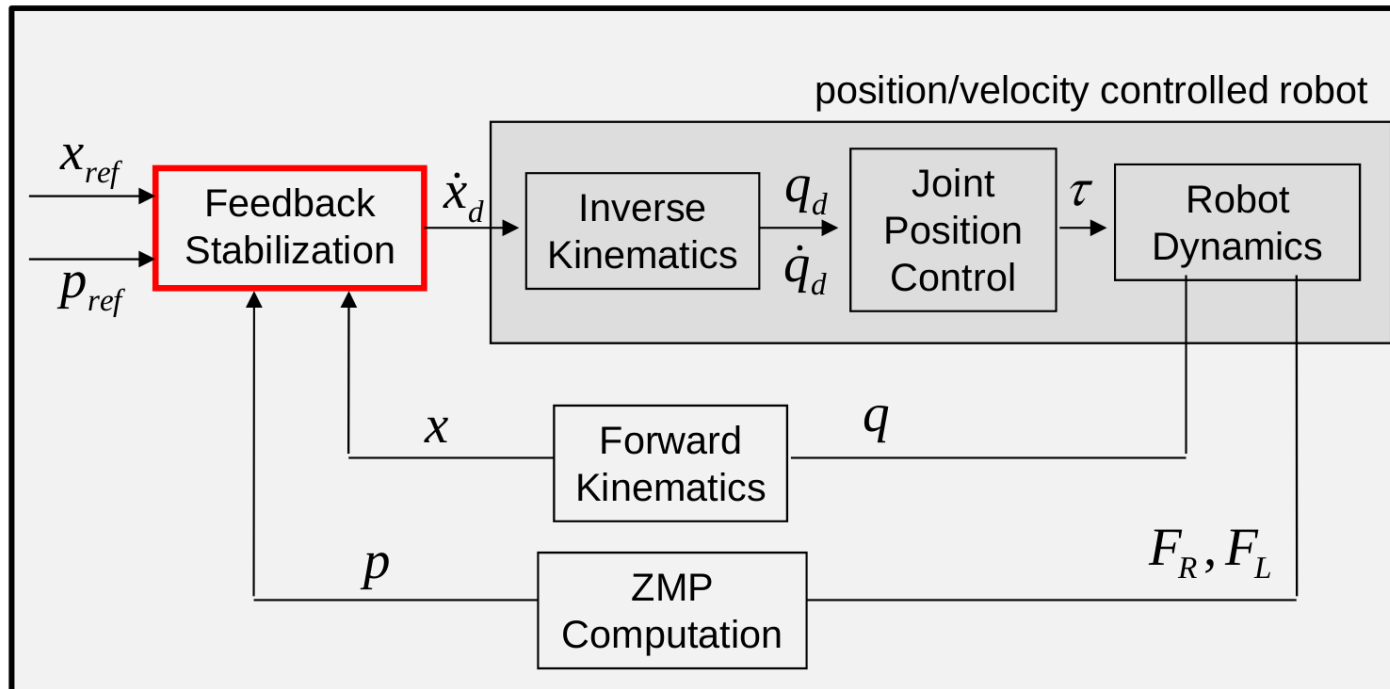 position/velocity controlled robot
x_ref
p_ref
Feedback
Stabilization
ẋ_d
Inverse
Kinematics
q_d
q̇_d
Joint
Position
Control
τ
Robot
Dynamics
x
Forward
Kinematics
q
p
ZMP
Computation
F_R, F_L